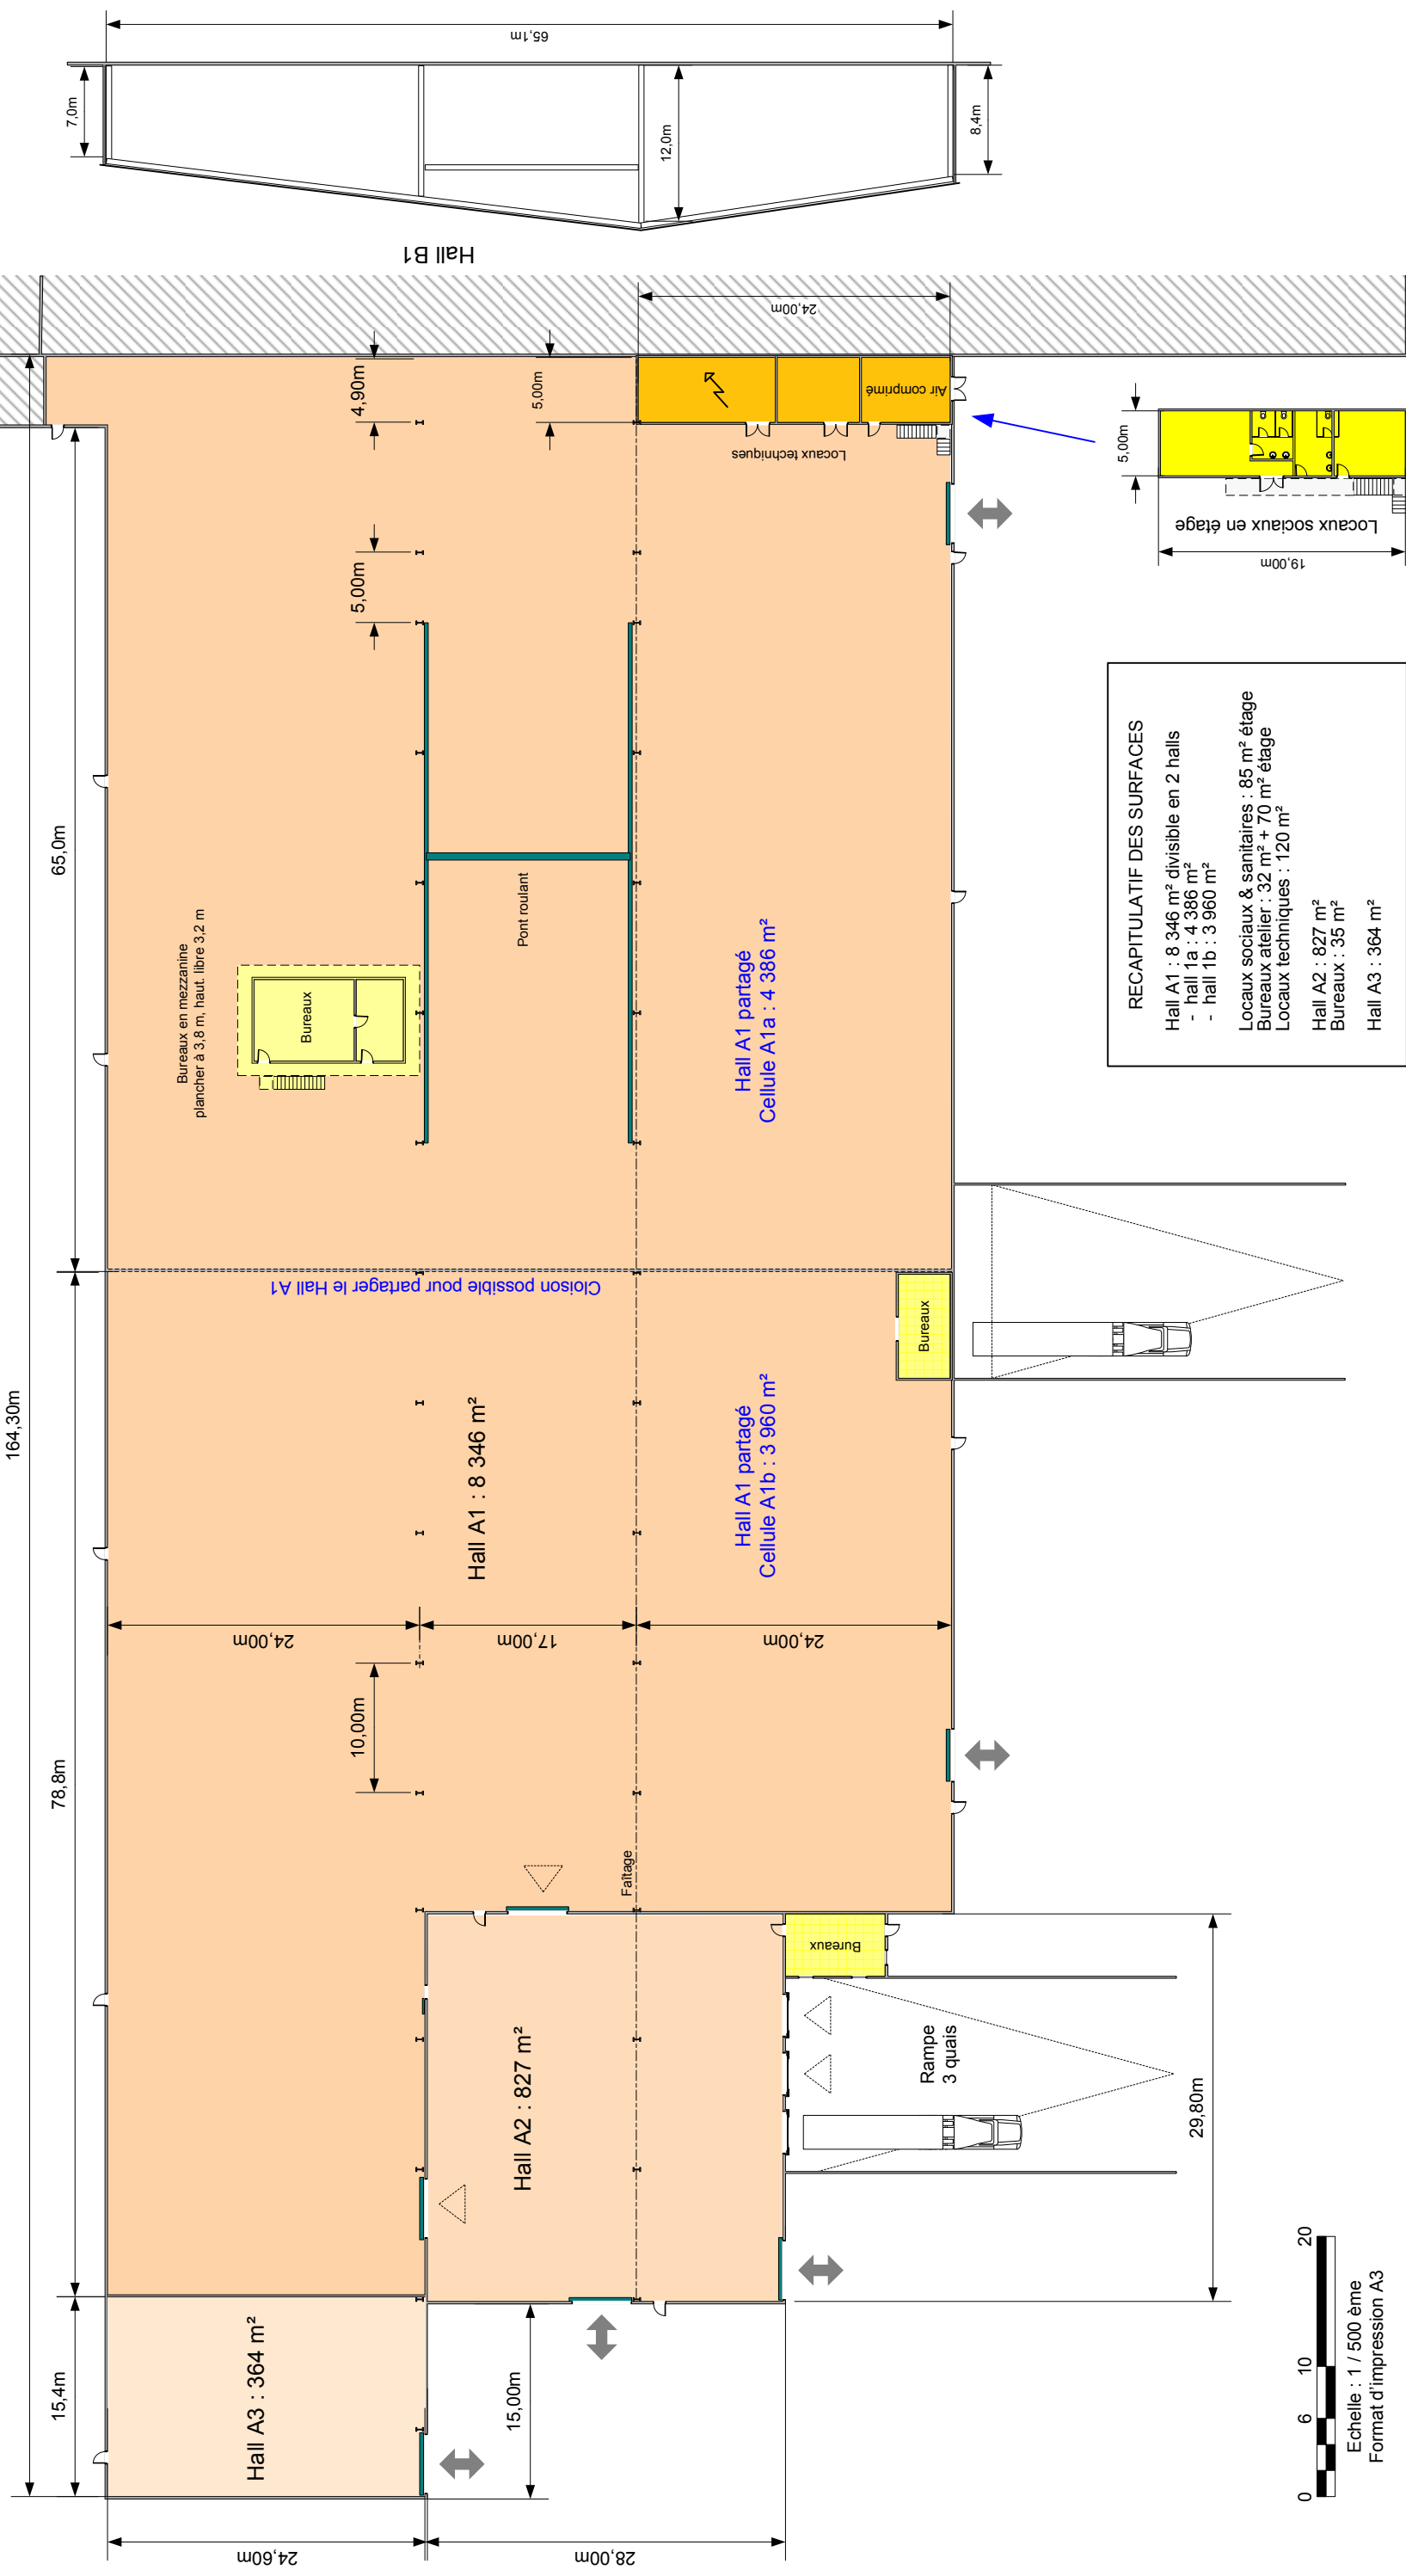 164,30m
15,4m
78,8m
65,0m
24,60m
28,00m
15,00m
29,80m
Hall A3 : 364 m²
Hall A2 : 827 m²
Rampe
3 quais
Bureaux
Faîtage
10,00m
24,00m
17,00m
24,00m
Hall A1 : 8 346 m²
Hall A1 partagé
Cellule A1b : 3 960 m²
Bureaux
Cloison possible pour partager le Hall A1
Bureaux en mezzanine
plancher à 3,8 m, haut. libre 3,2 m
Bureaux
Pont roulant
Hall A1 partagé
Cellule A1a : 4 386 m²
5,00m
4,90m
5,00m
Locaux techniques
Air comprimé
24,00m
Hall B1
7,0m
65,1m
12,0m
8,4m
5,00m
19,00m
Locaux sociaux en étage
RECAPITULATIF DES SURFACES
Hall A1 : 8 346 m² divisible en 2 halls
- hall 1a : 4 386 m²
- hall 1b : 3 960 m²
Locaux sociaux & sanitaires : 85 m² étage
Bureaux atelier : 32 m² + 70 m² étage
Locaux techniques : 120 m²
Hall A2 : 827 m²
Bureaux : 35 m²
Hall A3 : 364 m²
0 6 10 20
Echelle : 1 / 500 ème
Format d'impression A3